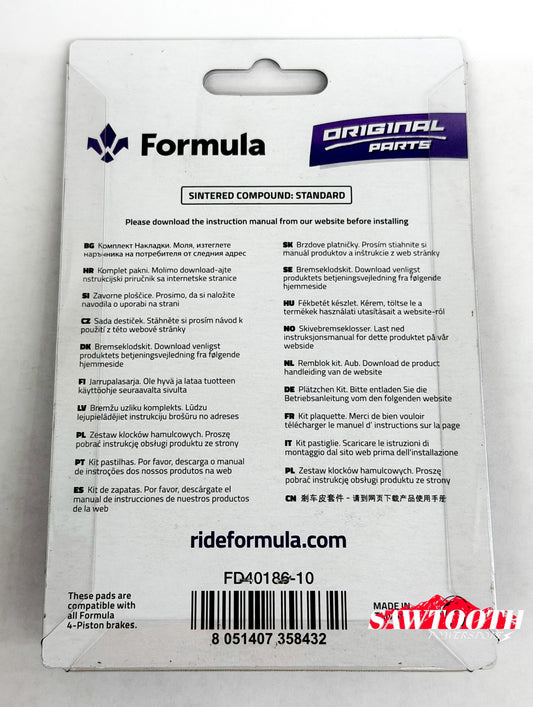 Formula
ORIGINAL
PARTS
SINTERED COMPOUND: STANDARD
Please download the instruction manual from our website before installing
BG Комплект Накладки. Моля, изтеглете
наръчника на потребителя от следния адрес
HR Komplet pakni. Molimo download-ajte
nstrukcijski priručnik sa internetske stranice
SI Zavorne ploščice. Prosimo, da si naložite
navodila o uporabi na strani
CZ Sada destiček. Stáhněte si prosím návod k
použití z této webové stránky
DK Bremseklodskit. Download venligst
produktets betjeningsvejledning fra følgende
hjemmeside
FI Jarrupalasarja. Ole hyvä ja lataa tuotteen
käyttöohje seuraavalta sivulta
LV Bremžu uzliku komplekts. Lūdzu
lejupielādējiet instrukciju brošūru no adreses
PL Zestaw klocków hamulcowych. Proszę
pobrać instrukcję obsługi produktu ze strony
PT Kit pastilhas. Por favor, descarga o manual
de instroções dos nossos produtos na web
ES Kit de zapatas. Por favor, descárgate el
manual de instrucciones de nuestros productos
de la web
SK Brzdove platničky. Prosím stiahnite si
manuál produktov a inštrukcie z web stránky
SE Bremseklodskit. Download venligst
produktets betjeningsvejledning fra følgende
hjemmeside
HU Fékbetét készlet. Kérem, töltse le a
termékek használati utasításait a website-ról
NO Skivebremseklosser. Last ned
instruksjonsmanual for dette produktet på vår
webside
NL Remblok kit. Aub. Download de product
handleiding van de website
DE Plätzchen Kit. Bitte entladen Sie die
Betriebsanleitung vom den folgenden website
FR Kit plaquette. Merci de bien vouloir
télécharger le manuel d' instructions sur la page
IT Kit pastiglie. Scaricare le istruzioni di
montaggio dal sito web prima dell'installazione
PL Zestaw klocków hamulcowych. Proszę
pobrać instrukcję obsługi produktu ze strony
CN 刹车皮套件 - 请到网页下载产品使用手册
rideformula.com
FD40186-10
These pads are
compatible with
all Formula
4-Piston brakes.
8 051407 358432
MADE IN
SAWTOOTH
POWERSPORTS